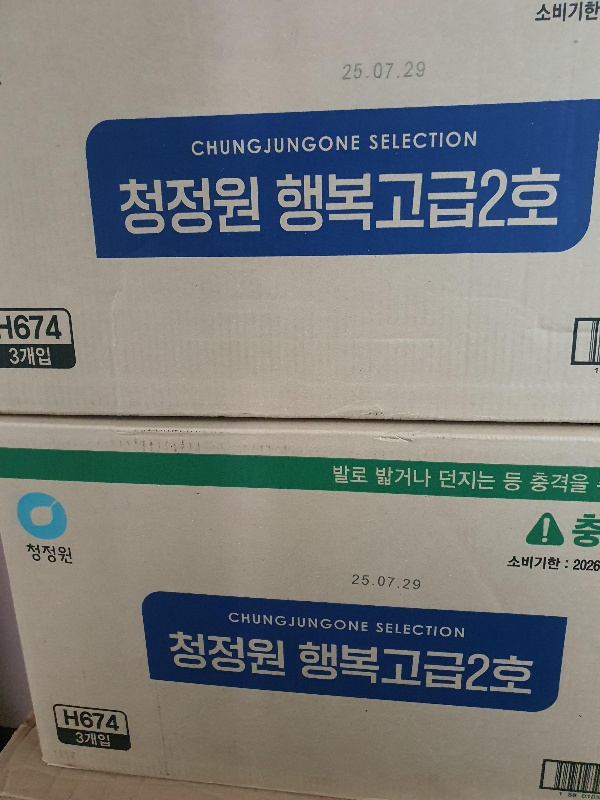 소비기한
25.07.29
CHUNGJUNGONE SELECTION
청정원 행복고급2호
H674
3개입
발로 밟거나 던지는 등 충격을
청정원
충
소비기한 : 2026
25.07.29
CHUNGJUNGONE SELECTION
청정원 행복고급2호
H674
3개입